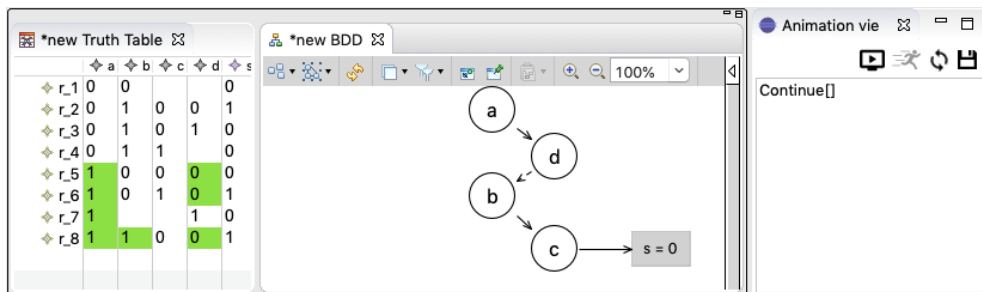 *new Truth Table
a b c d s
r_1 0 0 0
r_2 0 1 0 0 1
r_3 0 1 0 1 0
r_4 0 1 1 0
r_5 1 0 0 0 0
r_6 1 0 1 0 1
r_7 1 1 0
r_8 1 1 0 0 1
*new BDD
100%
a
d
b
c
s = 0
Animation vie
Continue[]